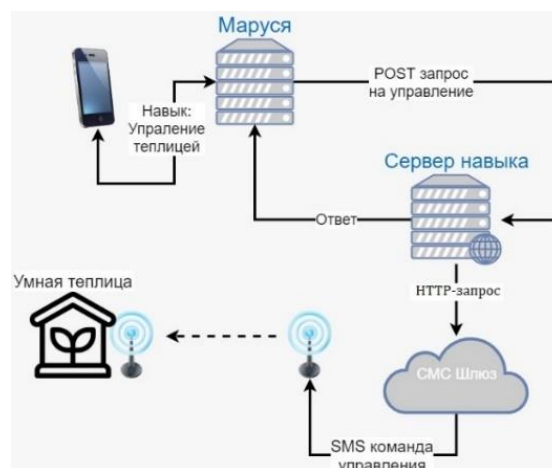 Маруся
POST запрос
на управление
Навык:
Упраление
теплицей
Сервер навыка
Ответ
HTTP-запрос
Умная теплица
СМС Шлюз
SMS команда
управления